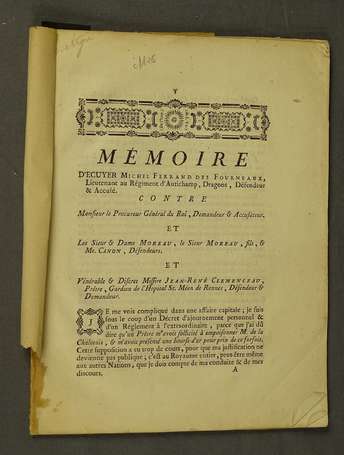 MÉMOIRE
D'ECUYER MICHEL FERRAND DES FOURNEAUX,
Lieutenant au Régiment d'Autichamp, Dragons, Défendeur
& Accusé.
CONTRE
Monsieur le Procureur Général du Roi, Demandeur & Accusateur.
ET
Les Sieur & Dame MOREAU, le Sieur MOREAU, fils, &
Me. CANON, Défendeurs.
ET
Vénérable & Discret Missire JEAN-RENÉ CLEMENCEAU,
Prêtre, Gardien de l'Hôpital St. Méen de Rennes, Défendeur &
Demandeur.
JE me vois compliqué dans une affaire capitale; je suis
sous le coup d'un Décret d'ajournement personnel &
d'un Réglement à l'extraordinaire, parce que j'ai dû
dire qu'un Prêtre m'avoit sollicité à empoisonner M. de la
Chalotais, & m'avoit présenté une bourse d'or pour prix de ce forfait.
Cette supposition a eu trop de cours, pour que ma justification ne
devienne pas publique; c'est au Royaume entier, peut être même
aux autres Nations, que je dois compte de ma conduite & de mes
discours.
A